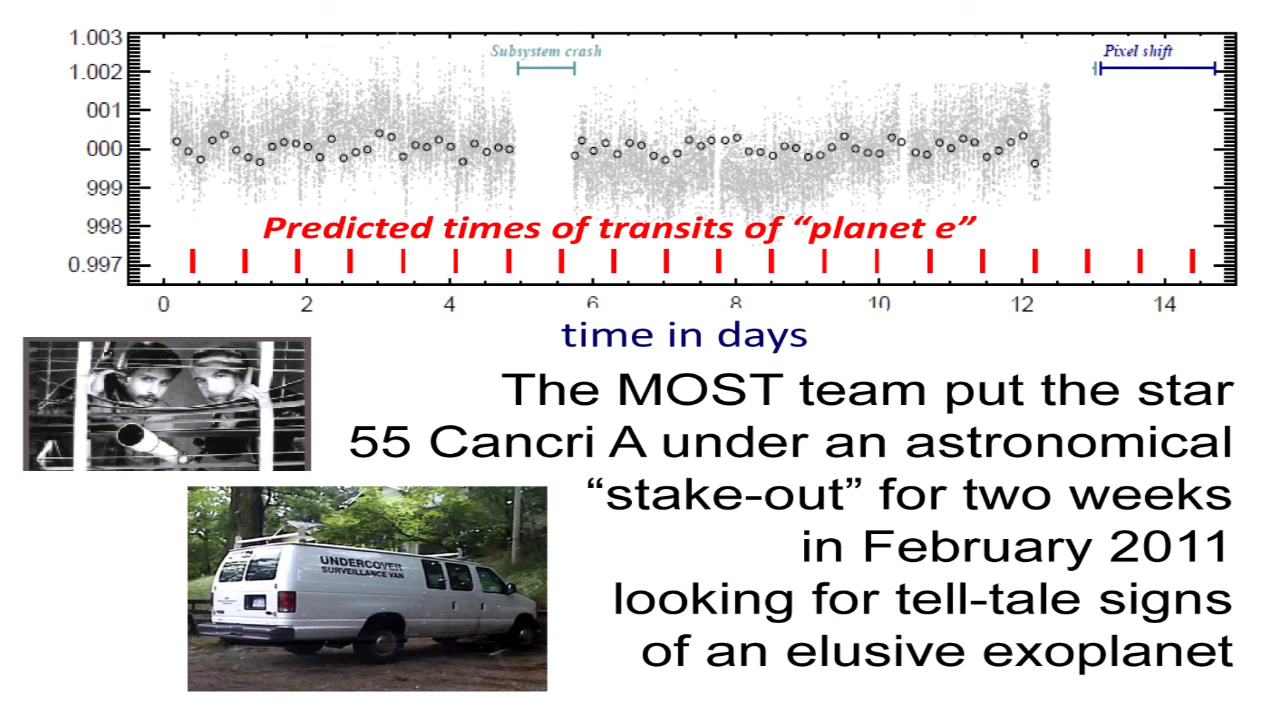 1.003
Subsystem crash
Pixel shift
1.002
001
000
999
998
Predicted times of transits of “planet e”
0.997
0 2 4 6 8 10 12 14
time in days
The MOST team put the star
55 Cancri A under an astronomical
“stake-out” for two weeks
in February 2011
looking for tell-tale signs
of an elusive exoplanet
UNDERCOVER
SURVEILLANCE VAN